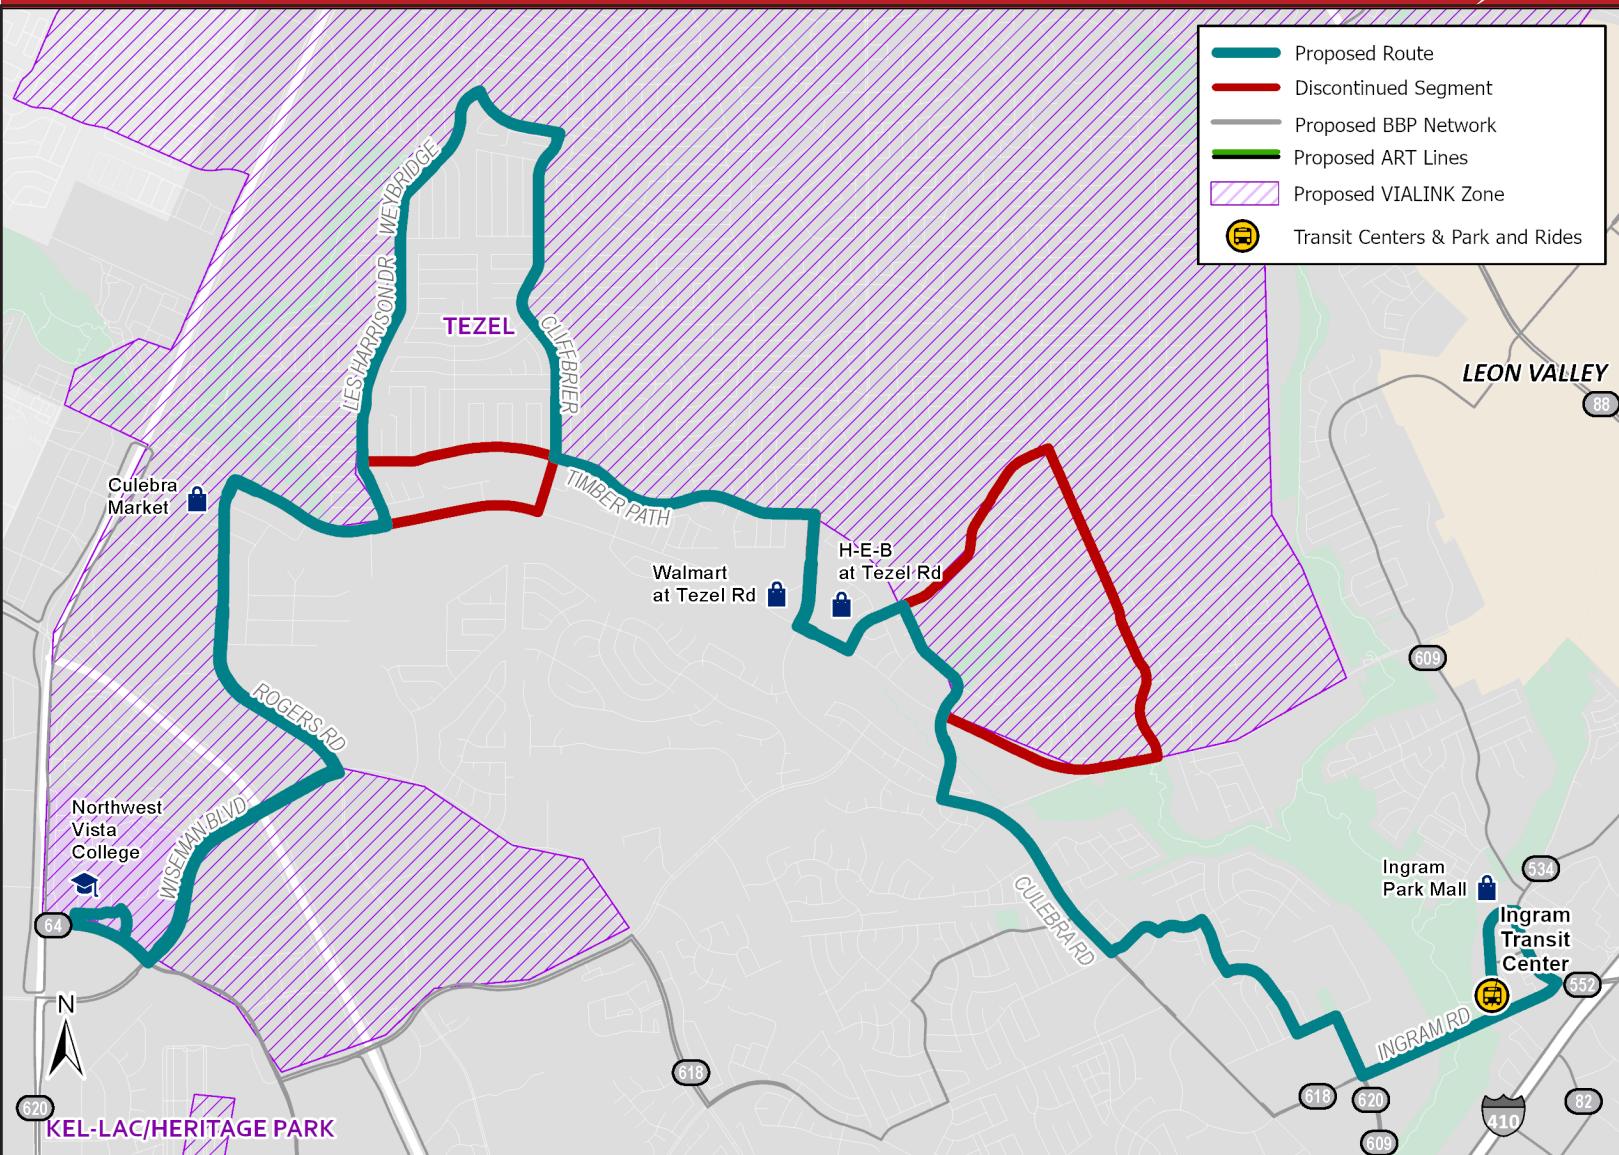 Proposed Route
Discontinued Segment
Proposed BBP Network
Proposed ART Lines
Proposed VIALINK Zone
Transit Centers & Park and Rides
WEYBRIDGE
LES HARRISON DR
TEZEL
CLIFFBRIER
LEON VALLEY
88
Culebra
Market
TIMBER PATH
H-E-B
at Tezel Rd
Walmart
at Tezel Rd
609
ROGERS RD
Northwest
Vista
College
WISEMAN BLVD
64
CULEBRA RD
Ingram
Park Mall
534
Ingram
Transit
Center
552
INGRAM RD
N
618
618
620
82
410
609
620
KEL-LAC/HERITAGE PARK